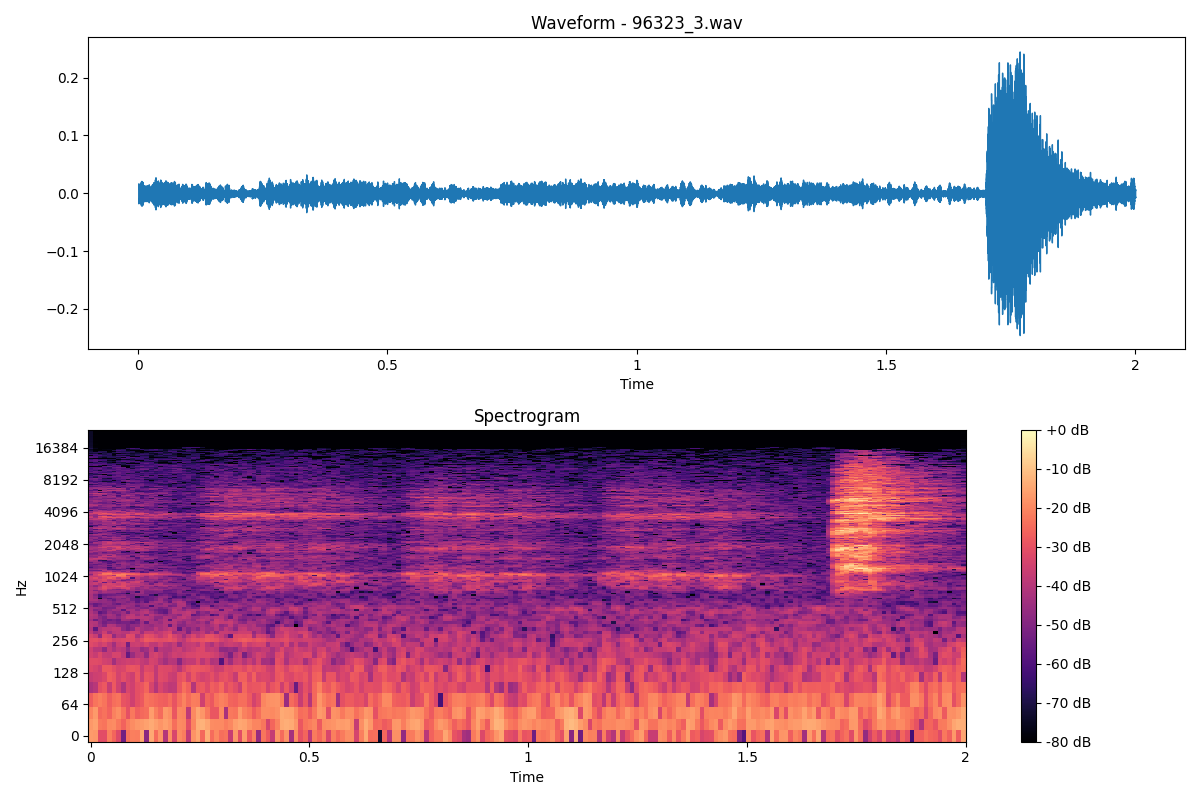 Waveform - 96323_3.wav
0.2
0.1
0.0
−0.1
−0.2
0 0.5 1 1.5 2
Time
Spectrogram
16384
8192
4096
2048
1024
512
256
128
64
0
Hz
0 0.5 1 1.5 2
Time
+0 dB
-10 dB
-20 dB
-30 dB
-40 dB
-50 dB
-60 dB
-70 dB
-80 dB